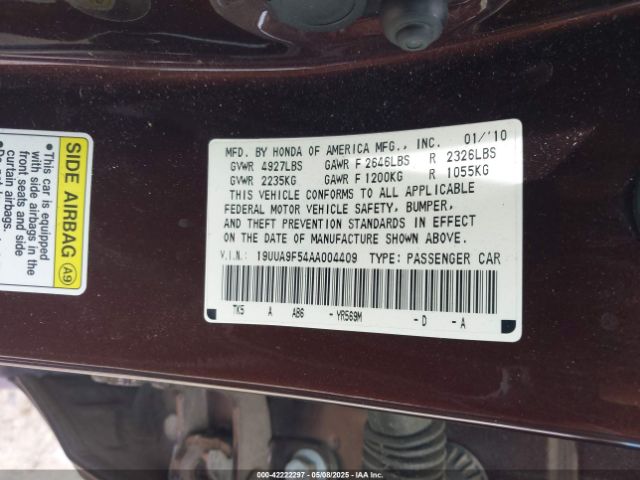 MFD. BY HONDA OF AMERICA MFG., INC. 01/'10
GVWR 4927LBS GAWR F 2646LBS R 2326LBS
GVWR 2235KG GAWR F 1200KG R 1055KG
THIS VEHICLE CONFORMS TO ALL APPLICABLE
FEDERAL MOTOR VEHICLE SAFETY, BUMPER,
AND THEFT PREVENTION STANDARDS IN EFFECT
ON THE DATE OF MANUFACTURE SHOWN ABOVE.
V.I.N.: 19UUA9F54AA004409 TYPE: PASSENGER CAR
TK5 A AB6 - YR569M - D - A
SIDE AIRBAG A9
• This car is equipped
with side airbags in the
front seats and side
curtain airbags.
000-42222297 - 05/08/2025 - IAAI.COM